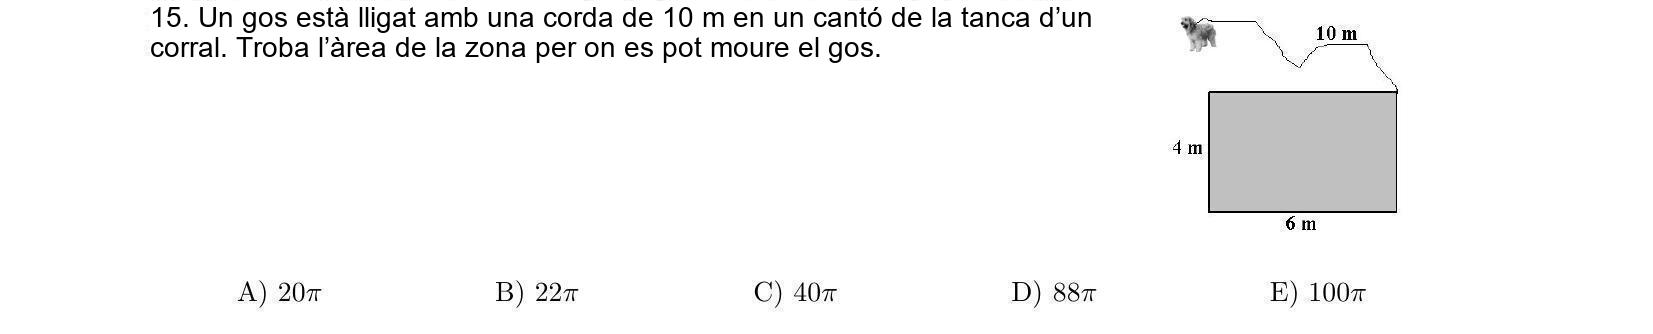 15. Un gos està lligat amb una corda de 10 m en un cantó de la tanca d’un
corral. Troba l’àrea de la zona per on es pot moure el gos.
10 m
4 m
6 m
A) 20π B) 22π C) 40π D) 88π E) 100π